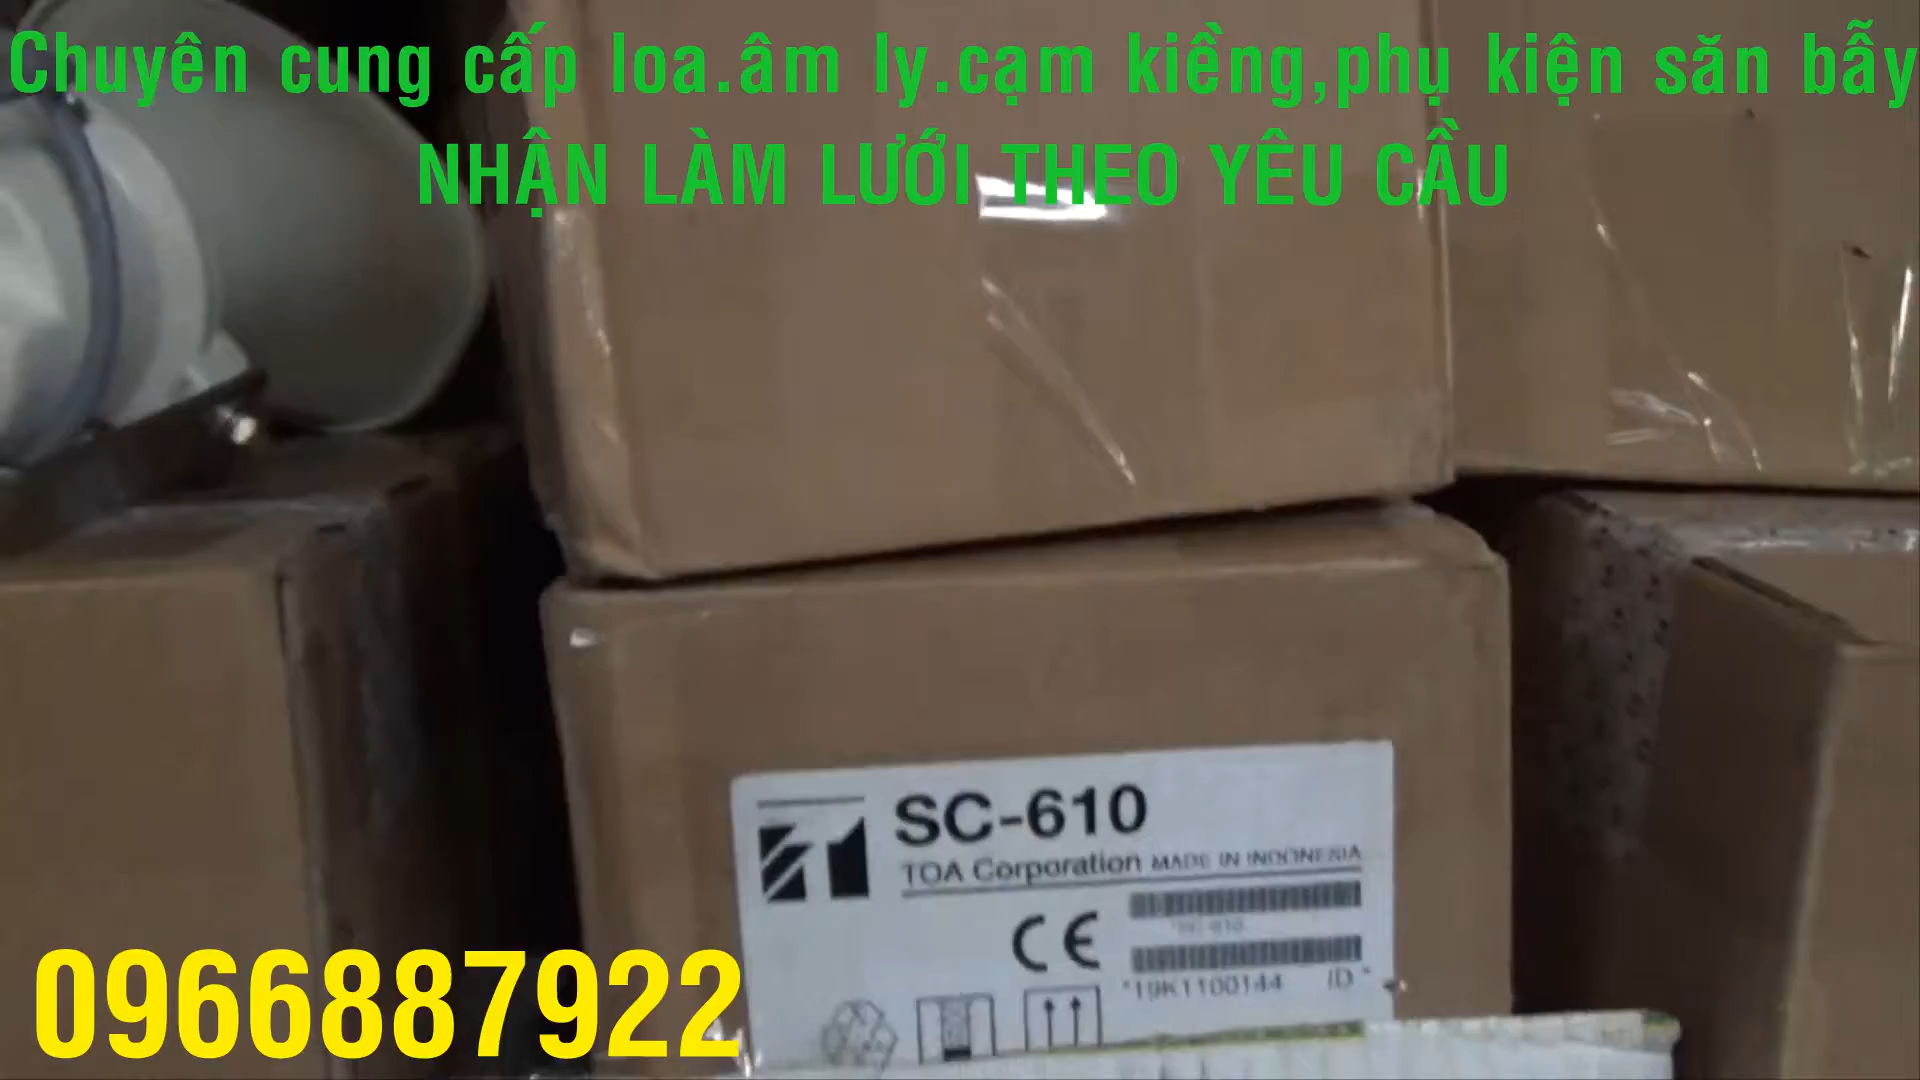 Chuyên cung cấp loa.âm ly.cạm kiềng,phụ kiện săn bẫy
NHẬN LÀM LƯỚI THEO YÊU CẦU
SC-610
TOA Corporation MADE IN INDONESIA
CE
*19K1100144 ID *
0966887922